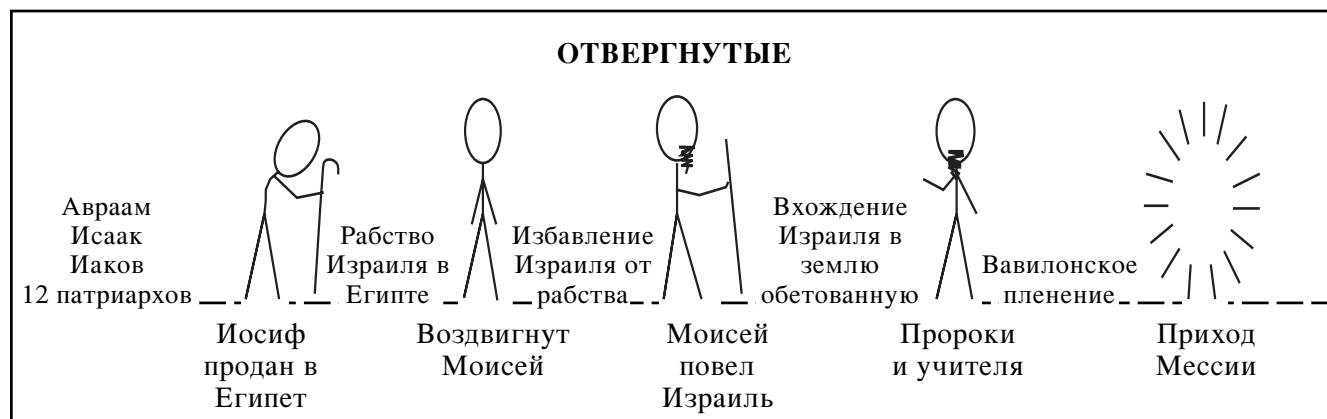 ОТВЕРГНУТЫЕ
Авраам
Исаак
Иаков
12 патриархов
Иосиф
продан в
Египет
Рабство
Израиля в
Египте
Воздвигнут
Моисей
Избавление
Израиля от
рабства
Моисей
повел
Израиль
Вхождение
Израиля в
землю
обетованную
Пророки
и учителя
Вавилонское
пленение
Приход
Мессии